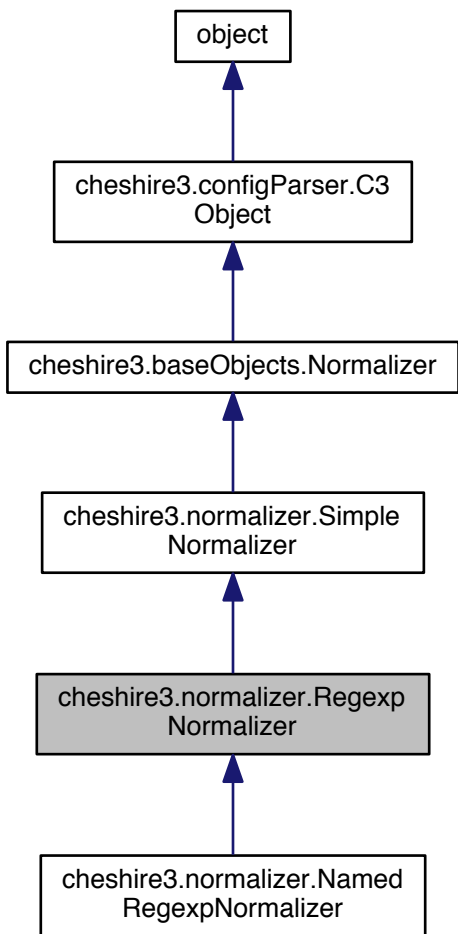 object
cheshire3.configParser.C3
Object
cheshire3.baseObjects.Normalizer
cheshire3.normalizer.Simple
Normalizer
cheshire3.normalizer.Regexp
Normalizer
cheshire3.normalizer.Named
RegexpNormalizer